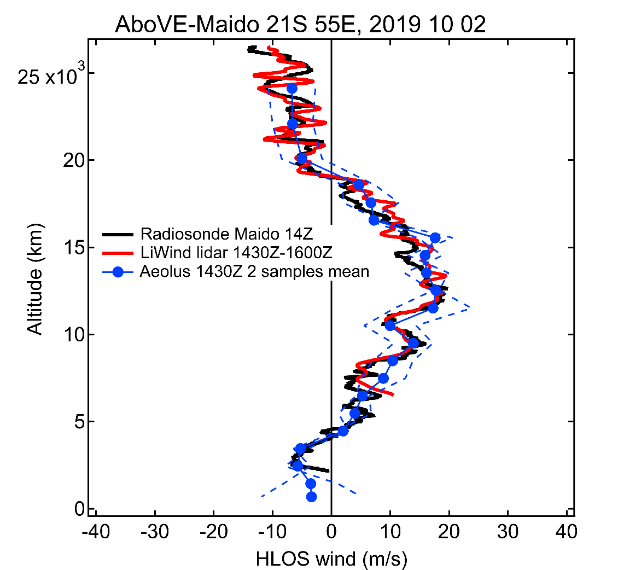 AboVE-Maido 21S 55E, 2019 10 02
25 x10³
20
15
10
5
0
Altitude (km)
Radiosonde Maido 14Z
LiWind lidar 1430Z-1600Z
Aeolus 1430Z 2 samples mean
-40 -30 -20 -10 0 10 20 30 40
HLOS wind (m/s)